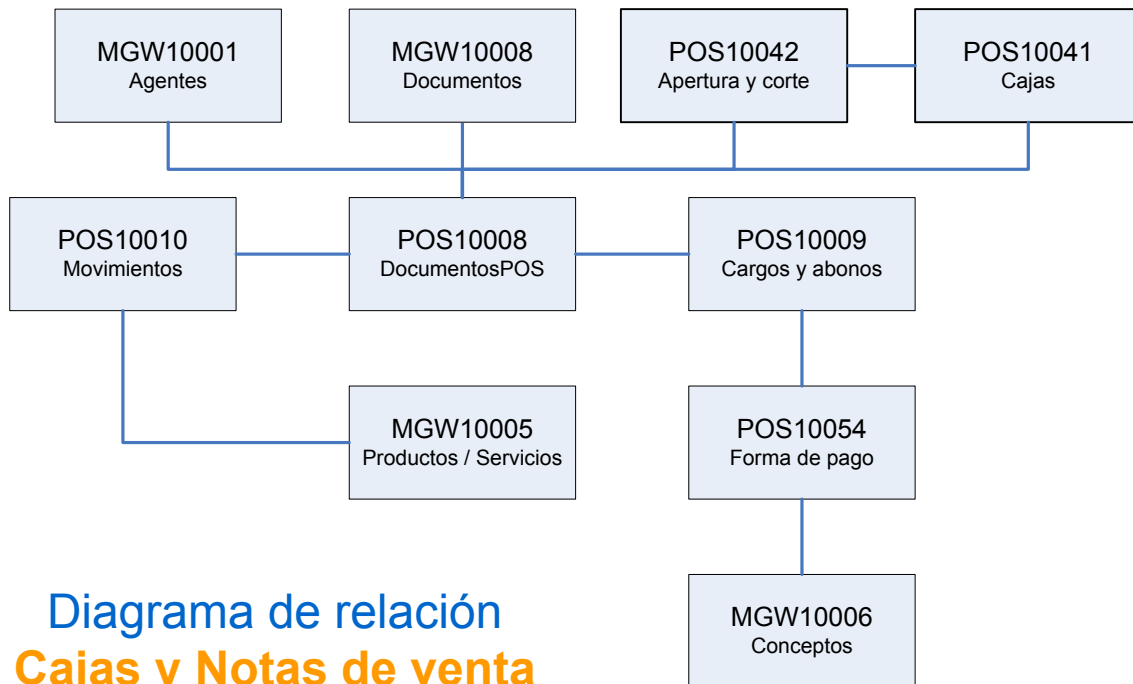 MGW10001
Agentes
MGW10008
Documentos
POS10042
Apertura y corte
POS10041
Cajas
POS10010
Movimientos
POS10008
DocumentosPOS
POS10009
Cargos y abonos
MGW10005
Productos / Servicios
POS10054
Forma de pago
MGW10006
Conceptos
Diagrama de relación
Cajas y Notas de venta